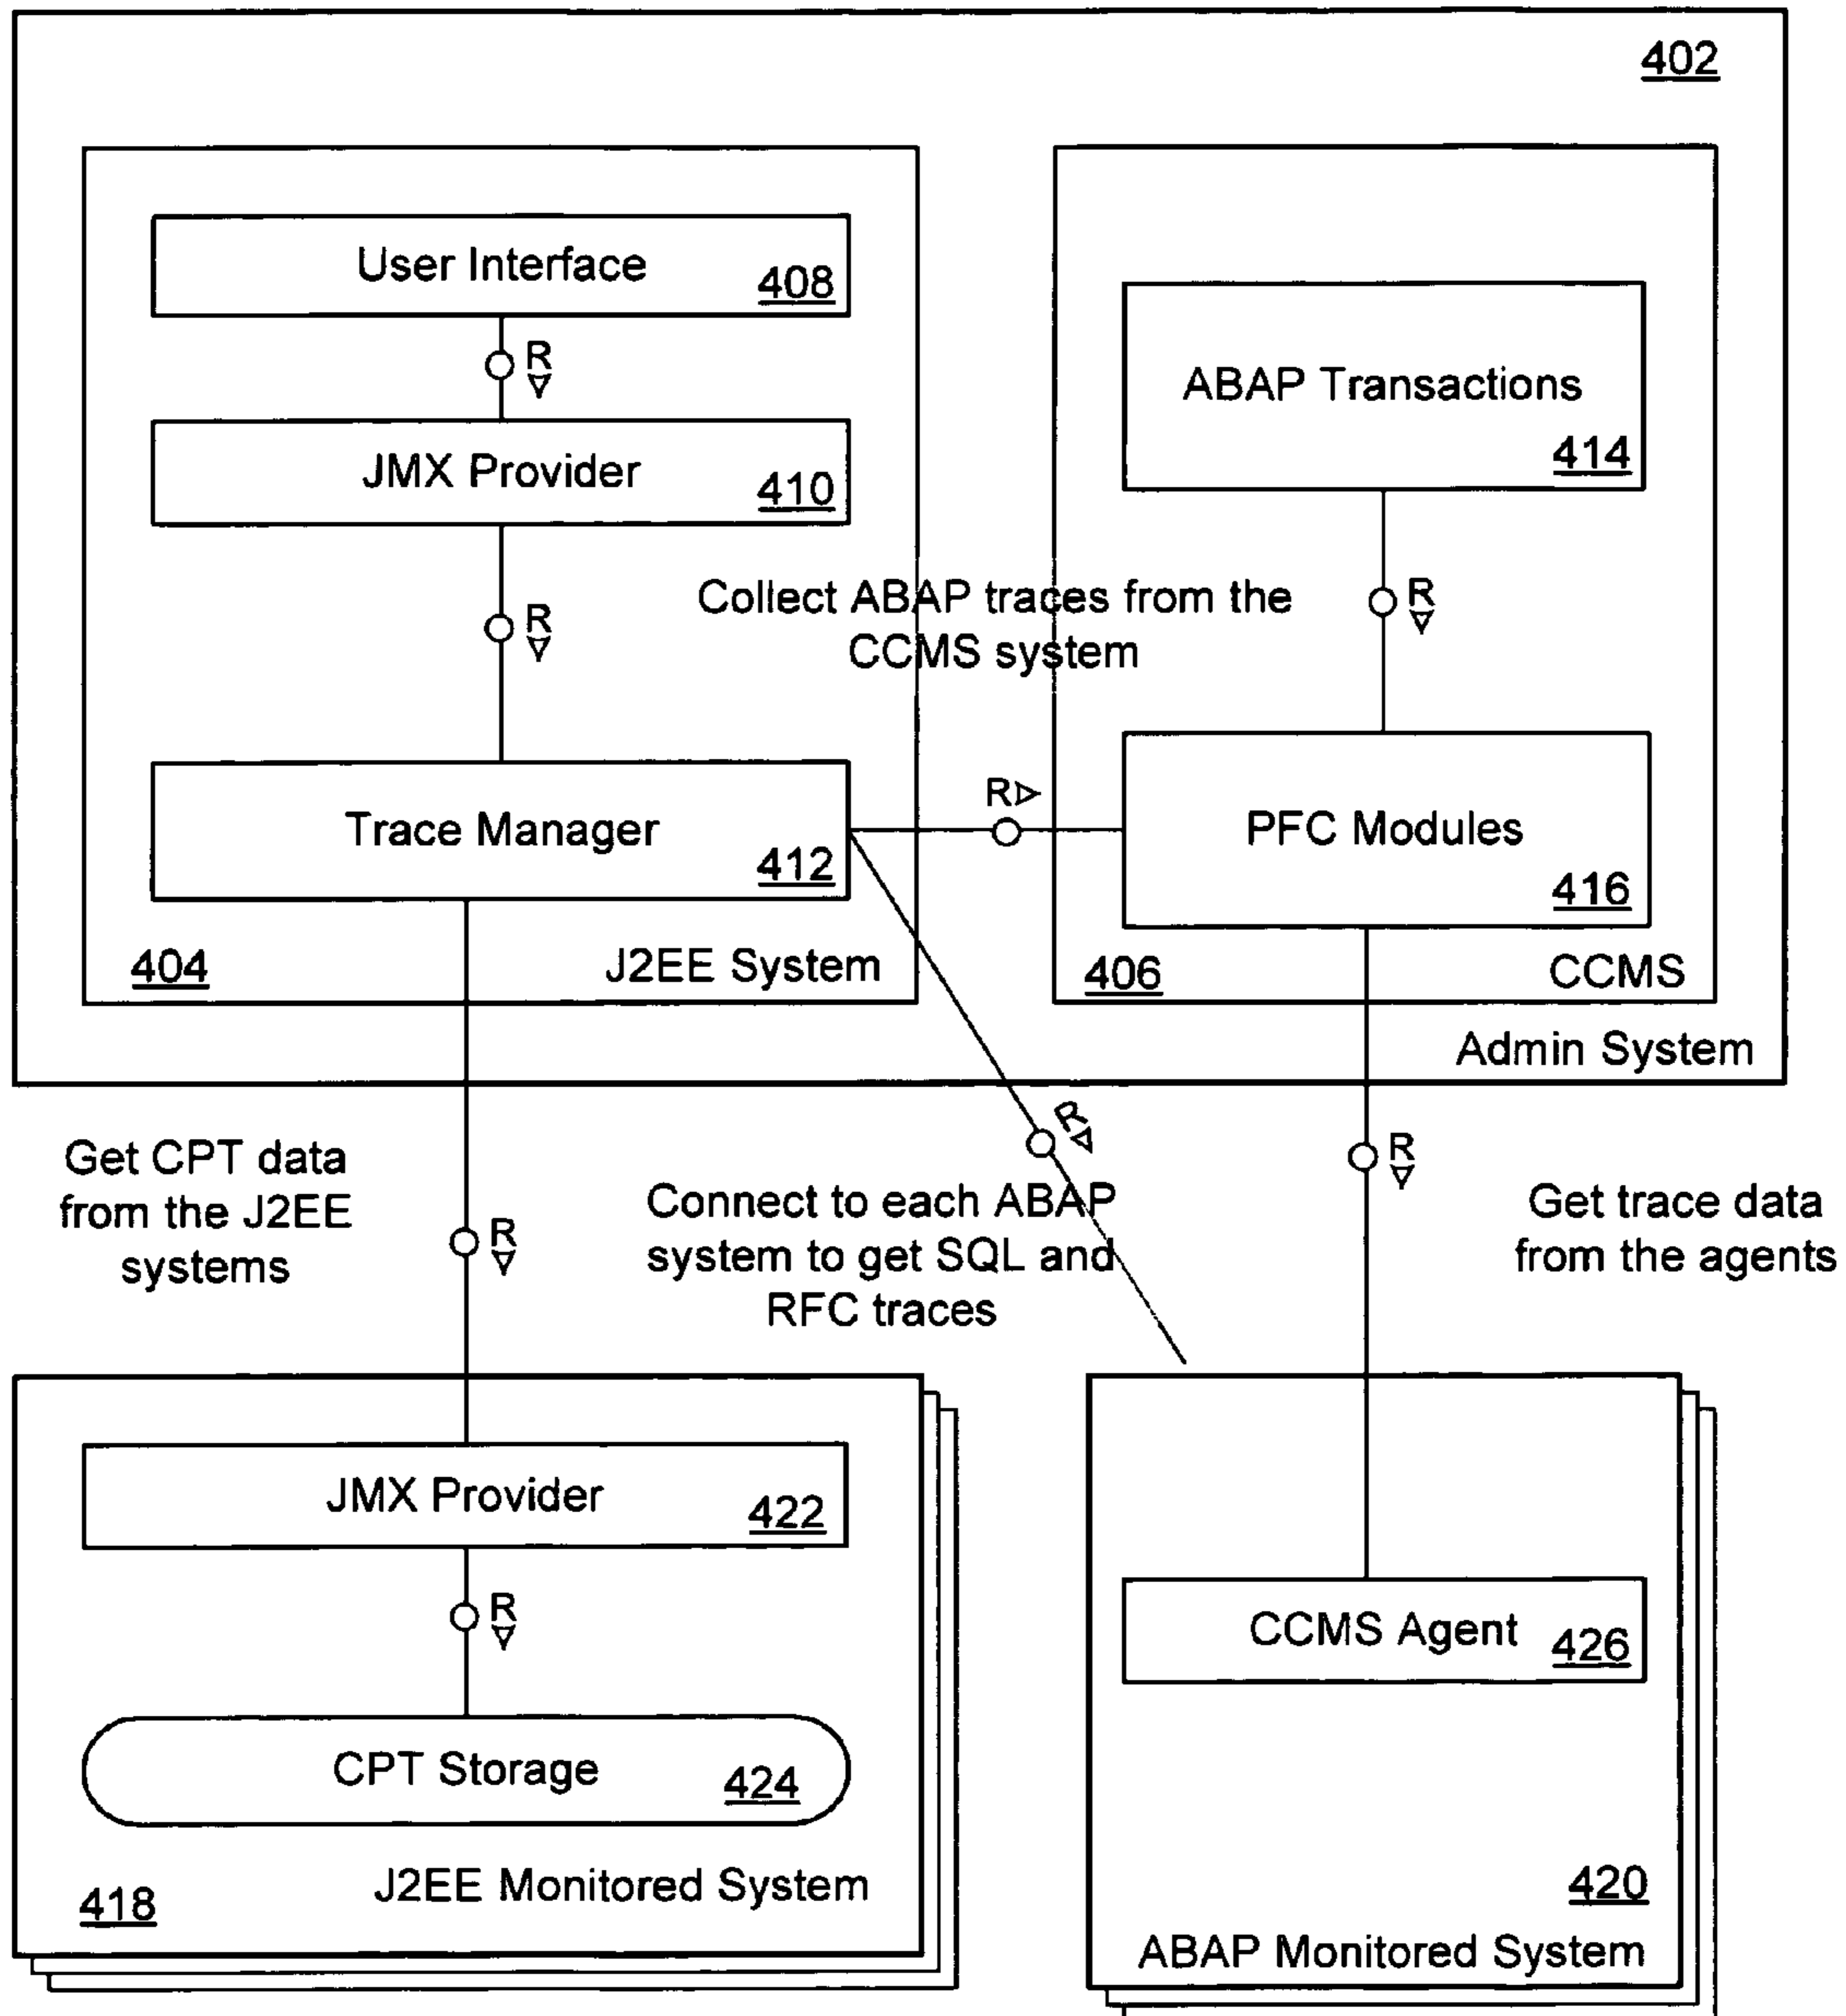 402
User Interface
408
R
JMX Provider
410
R
ABAP Transactions
414
R
Collect ABAP traces from the
CCMS system
Trace Manager
412
R
PFC Modules
416
404
J2EE System
406
CCMS
Admin System
Get CPT data
from the J2EE
systems
R
R
Connect to each ABAP
system to get SQL and
RFC traces
R
Get trace data
from the agents
JMX Provider
422
R
CPT Storage
424
J2EE Monitored System
418
CCMS Agent
426
420
ABAP Monitored System